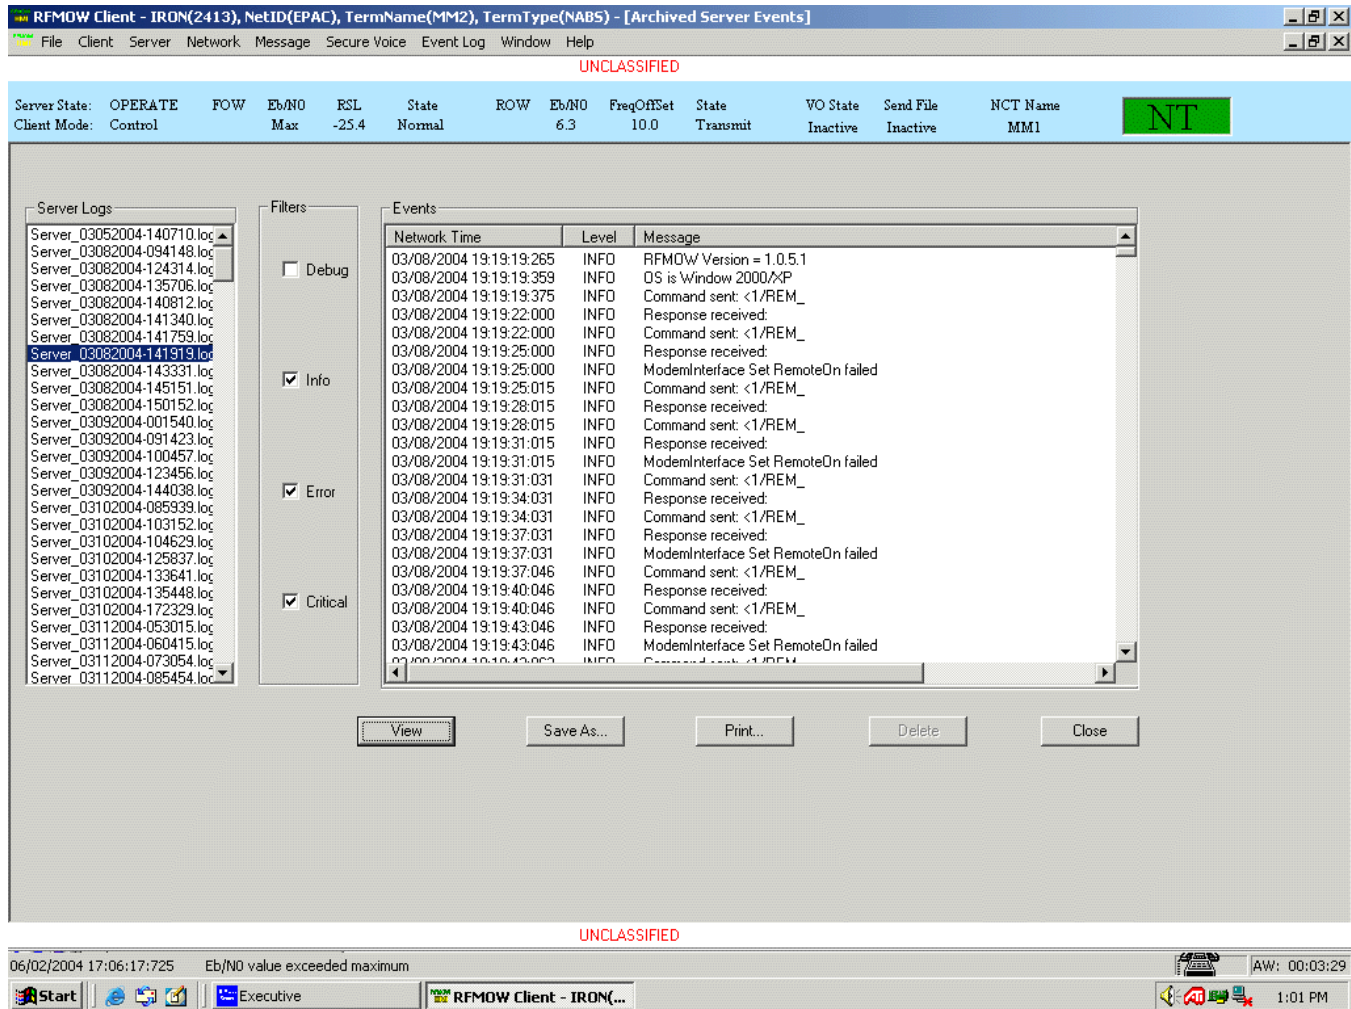 RFMOW Client - IRON(2413), NetID(EPAC), TermName(MM2), TermType(NABS) - [Archived Server Events]
File Client Server Network Message Secure Voice Event Log Window Help
UNCLASSIFIED
Server State: OPERATE FOW Eb/N0 RSL State ROW Eb/N0 FreqOffSet State VO State Send File NCT Name
Client Mode: Control Max -25.4 Normal 6.3 10.0 Transmit Inactive Inactive MM1
NT
Server Logs
Server_03052004-140710.log
Server_03082004-094148.log
Server_03082004-124314.log
Server_03082004-135706.log
Server_03082004-140812.log
Server_03082004-141340.log
Server_03082004-141759.log
Server_03082004-141919.log
Server_03082004-143331.log
Server_03082004-145151.log
Server_03082004-150152.log
Server_03092004-001540.log
Server_03092004-091423.log
Server_03092004-100457.log
Server_03092004-123456.log
Server_03092004-144038.log
Server_03102004-085939.log
Server_03102004-103152.log
Server_03102004-104629.log
Server_03102004-125837.log
Server_03102004-133641.log
Server_03102004-135448.log
Server_03102004-172329.log
Server_03112004-053015.log
Server_03112004-060415.log
Server_03112004-073054.log
Server_03112004-085454.log
Filters
Debug
Info
Error
Critical
Events
Network Time Level Message
03/08/2004 19:19:19:265 INFO RFMOW Version = 1.0.5.1
03/08/2004 19:19:19:359 INFO OS is Window 2000/XP
03/08/2004 19:19:19:375 INFO Command sent: <1/REM_
03/08/2004 19:19:22:000 INFO Response received:
03/08/2004 19:19:22:000 INFO Command sent: <1/REM_
03/08/2004 19:19:25:000 INFO Response received:
03/08/2004 19:19:25:000 INFO ModemInterface Set RemoteOn failed
03/08/2004 19:19:25:015 INFO Command sent: <1/REM_
03/08/2004 19:19:28:015 INFO Response received:
03/08/2004 19:19:28:015 INFO Command sent: <1/REM_
03/08/2004 19:19:31:015 INFO Response received:
03/08/2004 19:19:31:015 INFO ModemInterface Set RemoteOn failed
03/08/2004 19:19:31:031 INFO Command sent: <1/REM_
03/08/2004 19:19:34:031 INFO Response received:
03/08/2004 19:19:34:031 INFO Command sent: <1/REM_
03/08/2004 19:19:37:031 INFO Response received:
03/08/2004 19:19:37:031 INFO ModemInterface Set RemoteOn failed
03/08/2004 19:19:37:046 INFO Command sent: <1/REM_
03/08/2004 19:19:40:046 INFO Response received:
03/08/2004 19:19:40:046 INFO Command sent: <1/REM_
03/08/2004 19:19:43:046 INFO Response received:
03/08/2004 19:19:43:046 INFO ModemInterface Set RemoteOn failed
View Save As... Print... Delete Close
UNCLASSIFIED
06/02/2004 17:06:17:725 Eb/N0 value exceeded maximum AW: 00:03:29
Start Executive RFMOW Client - IRON(... 1:01 PM